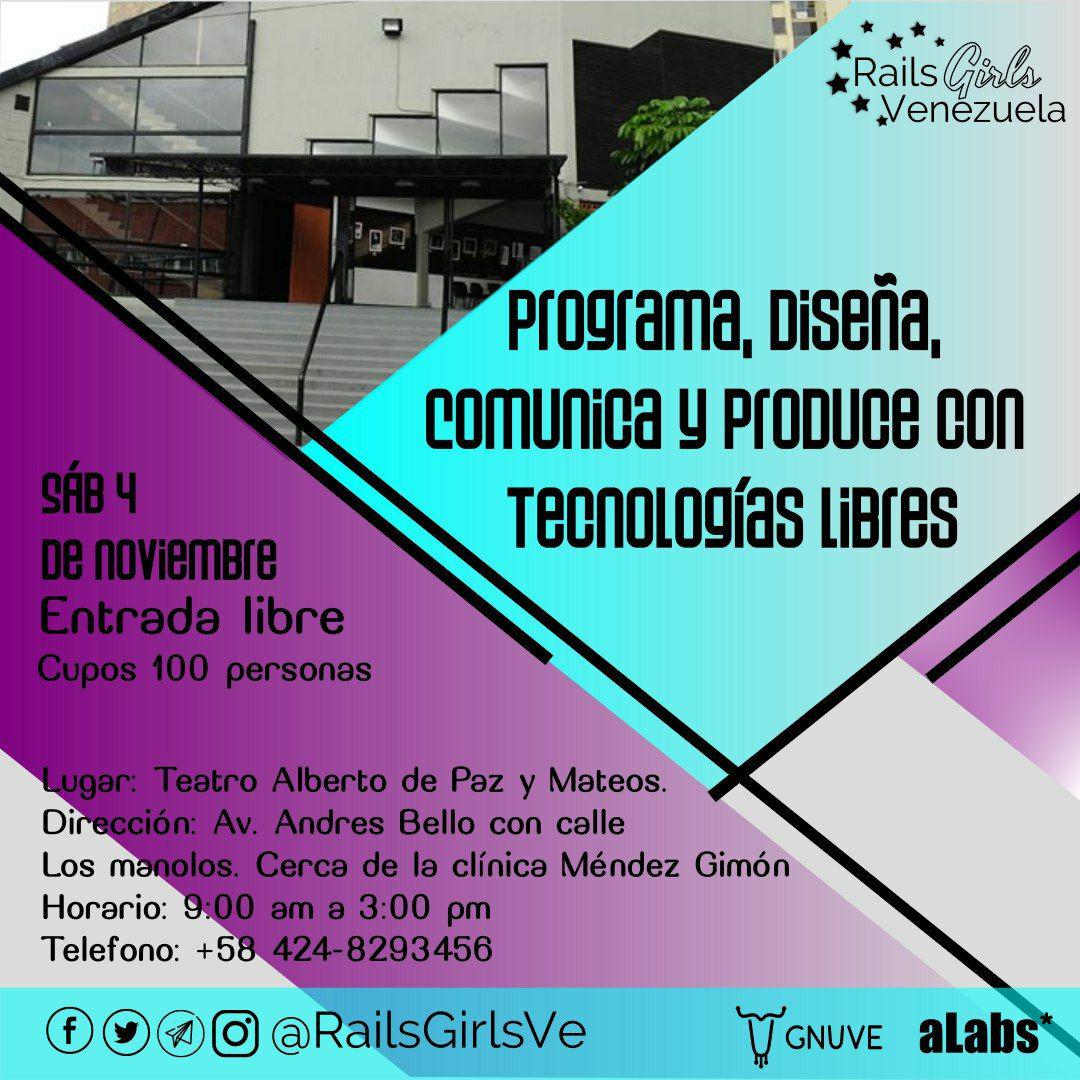 Rails Girls
Venezuela
Programa, Diseña,
comunica y produce con
Tecnologías Libres
Sáb 4
de noviembre
Entrada libre
Cupos 100 personas
Lugar: Teatro Alberto de Paz y Mateos.
Dirección: Av. Andres Bello con calle
Los manolos. Cerca de la clínica Méndez Gimón
Horario: 9:00 am a 3:00 pm
Telefono: +58 424-8293456
@RailsGirlsVe
GNUVE
aLabs*